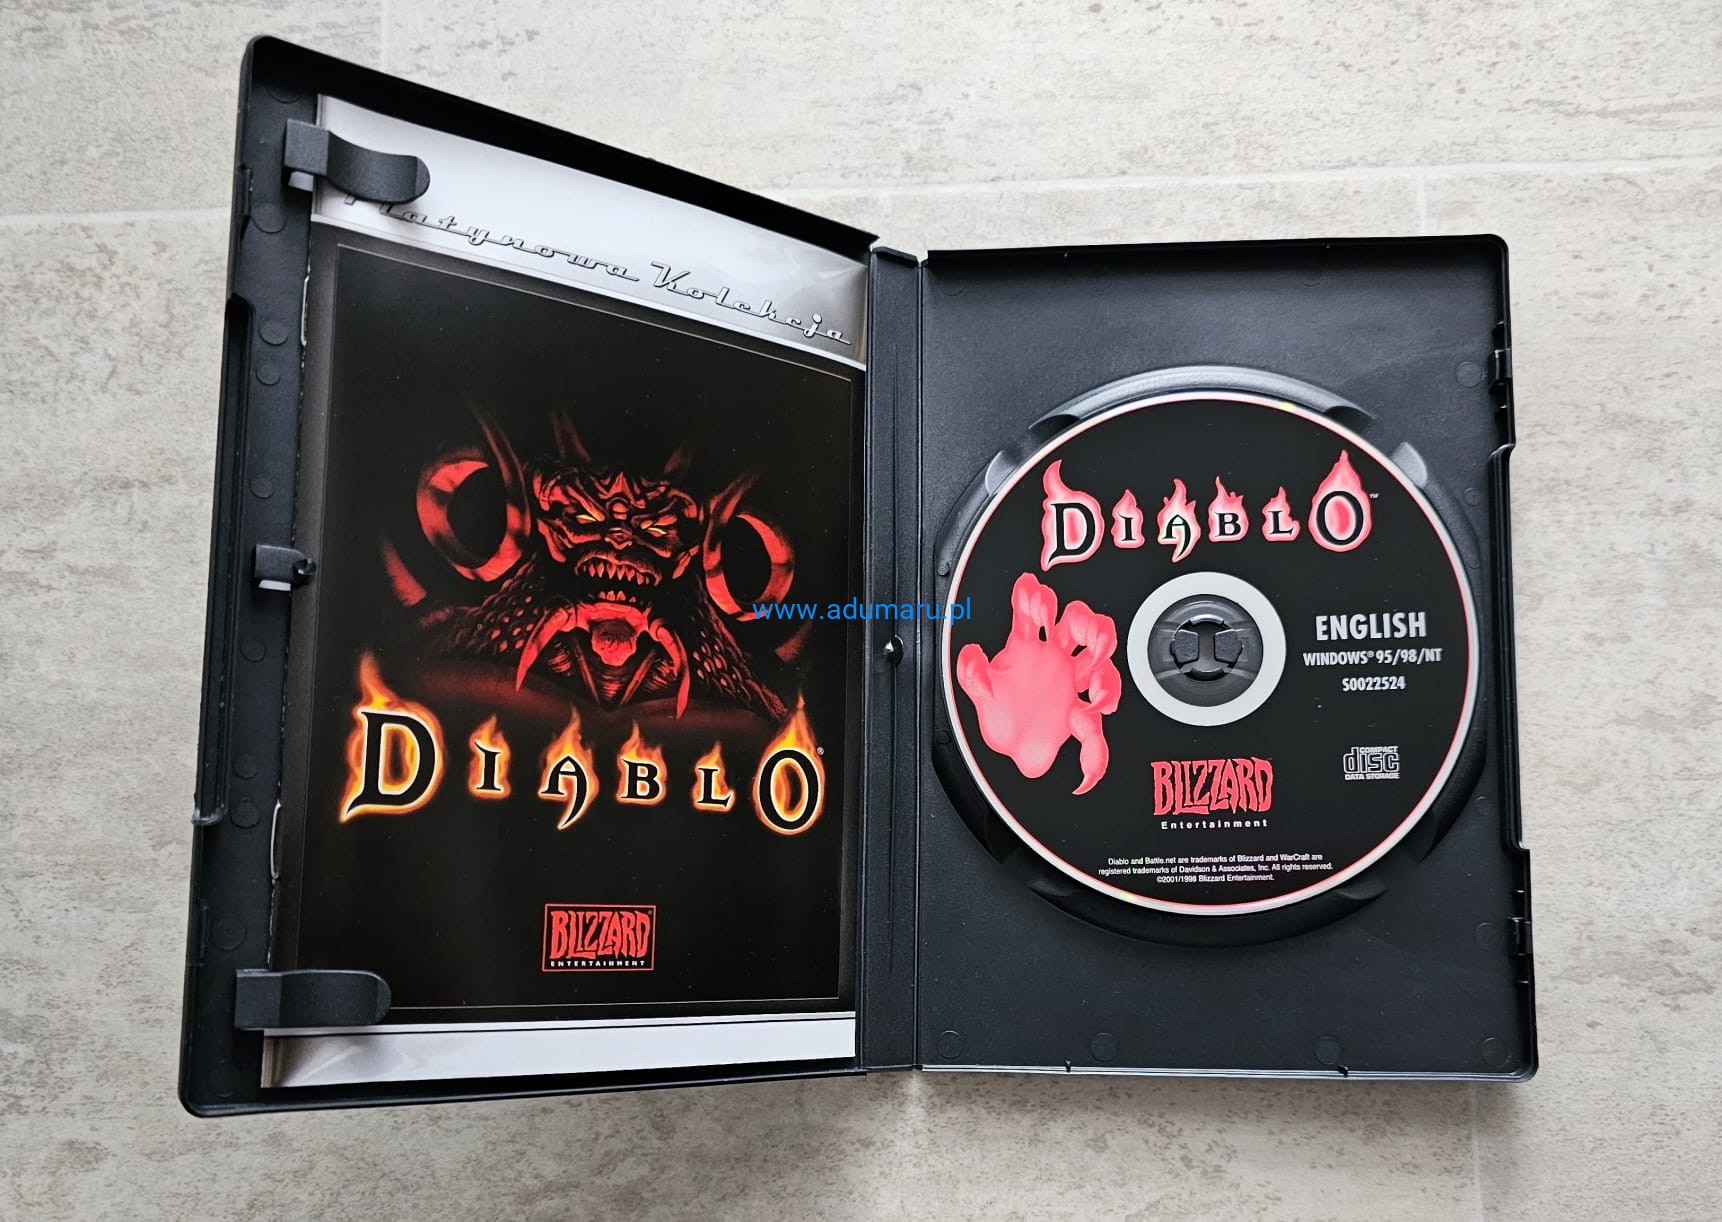 Platynowa Kolekcja
DIABLO®
BLIZZARD®
ENTERTAINMENT
www.adumaru.pl
DIABLO™
ENGLISH
WINDOWS® 95/98/NT
S0022524
COMPACT
disc
DATA STORAGE
BLIZZARD
Entertainment
Diablo and Battle.net are trademarks of Blizzard and WarCraft are
registered trademarks of Davidson & Associates, Inc. All rights reserved.
©2001/1998 Blizzard Entertainment.